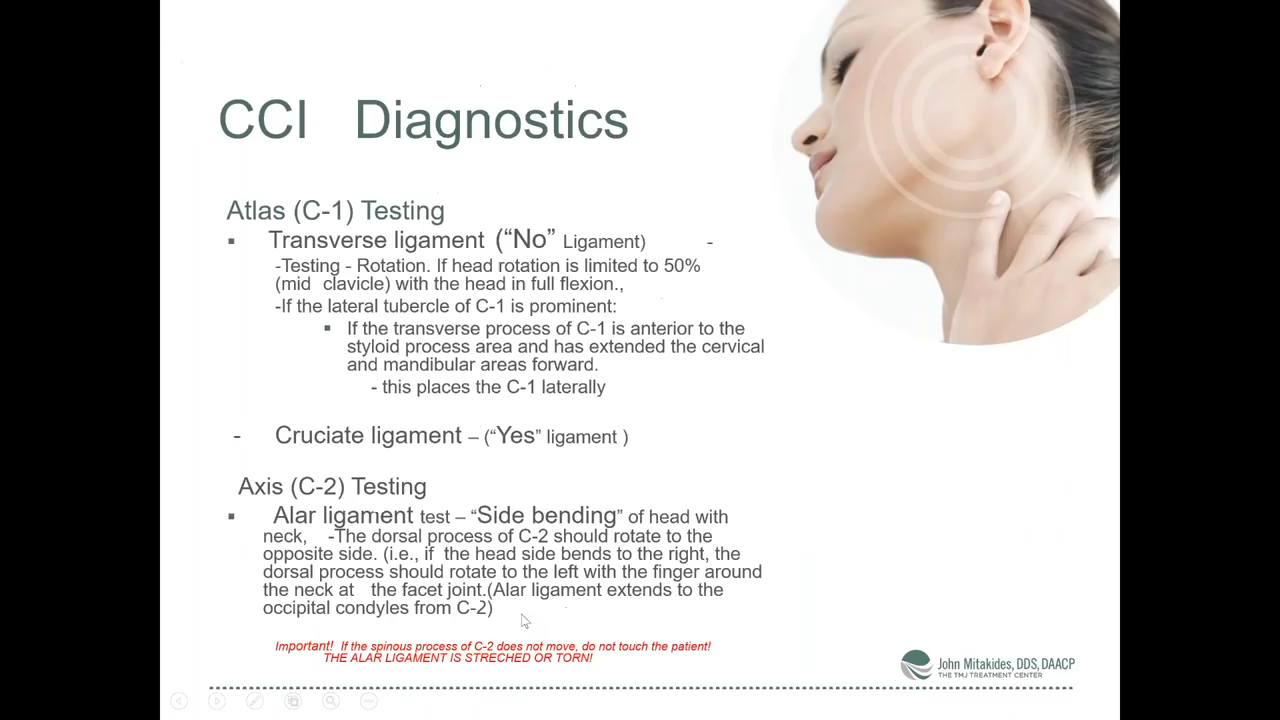 CCI Diagnostics
Atlas (C-1) Testing
▪ Transverse ligament (“No” Ligament) -
-Testing - Rotation. If head rotation is limited to 50%
(mid clavicle) with the head in full flexion.,
-If the lateral tubercle of C-1 is prominent:
▪ If the transverse process of C-1 is anterior to the
styloid process area and has extended the cervical
and mandibular areas forward.
- this places the C-1 laterally
- Cruciate ligament – (“Yes” ligament )
Axis (C-2) Testing
▪ Alar ligament test – “Side bending” of head with
neck, -The dorsal process of C-2 should rotate to the
opposite side. (i.e., if the head side bends to the right, the
dorsal process should rotate to the left with the finger around
the neck at the facet joint.(Alar ligament extends to the
occipital condyles from C-2)
Important! If the spinous process of C-2 does not move, do not touch the patient!
THE ALAR LIGAMENT IS STRECHED OR TORN!
John Mitakides, DDS, DAACP
THE TMJ TREATMENT CENTER